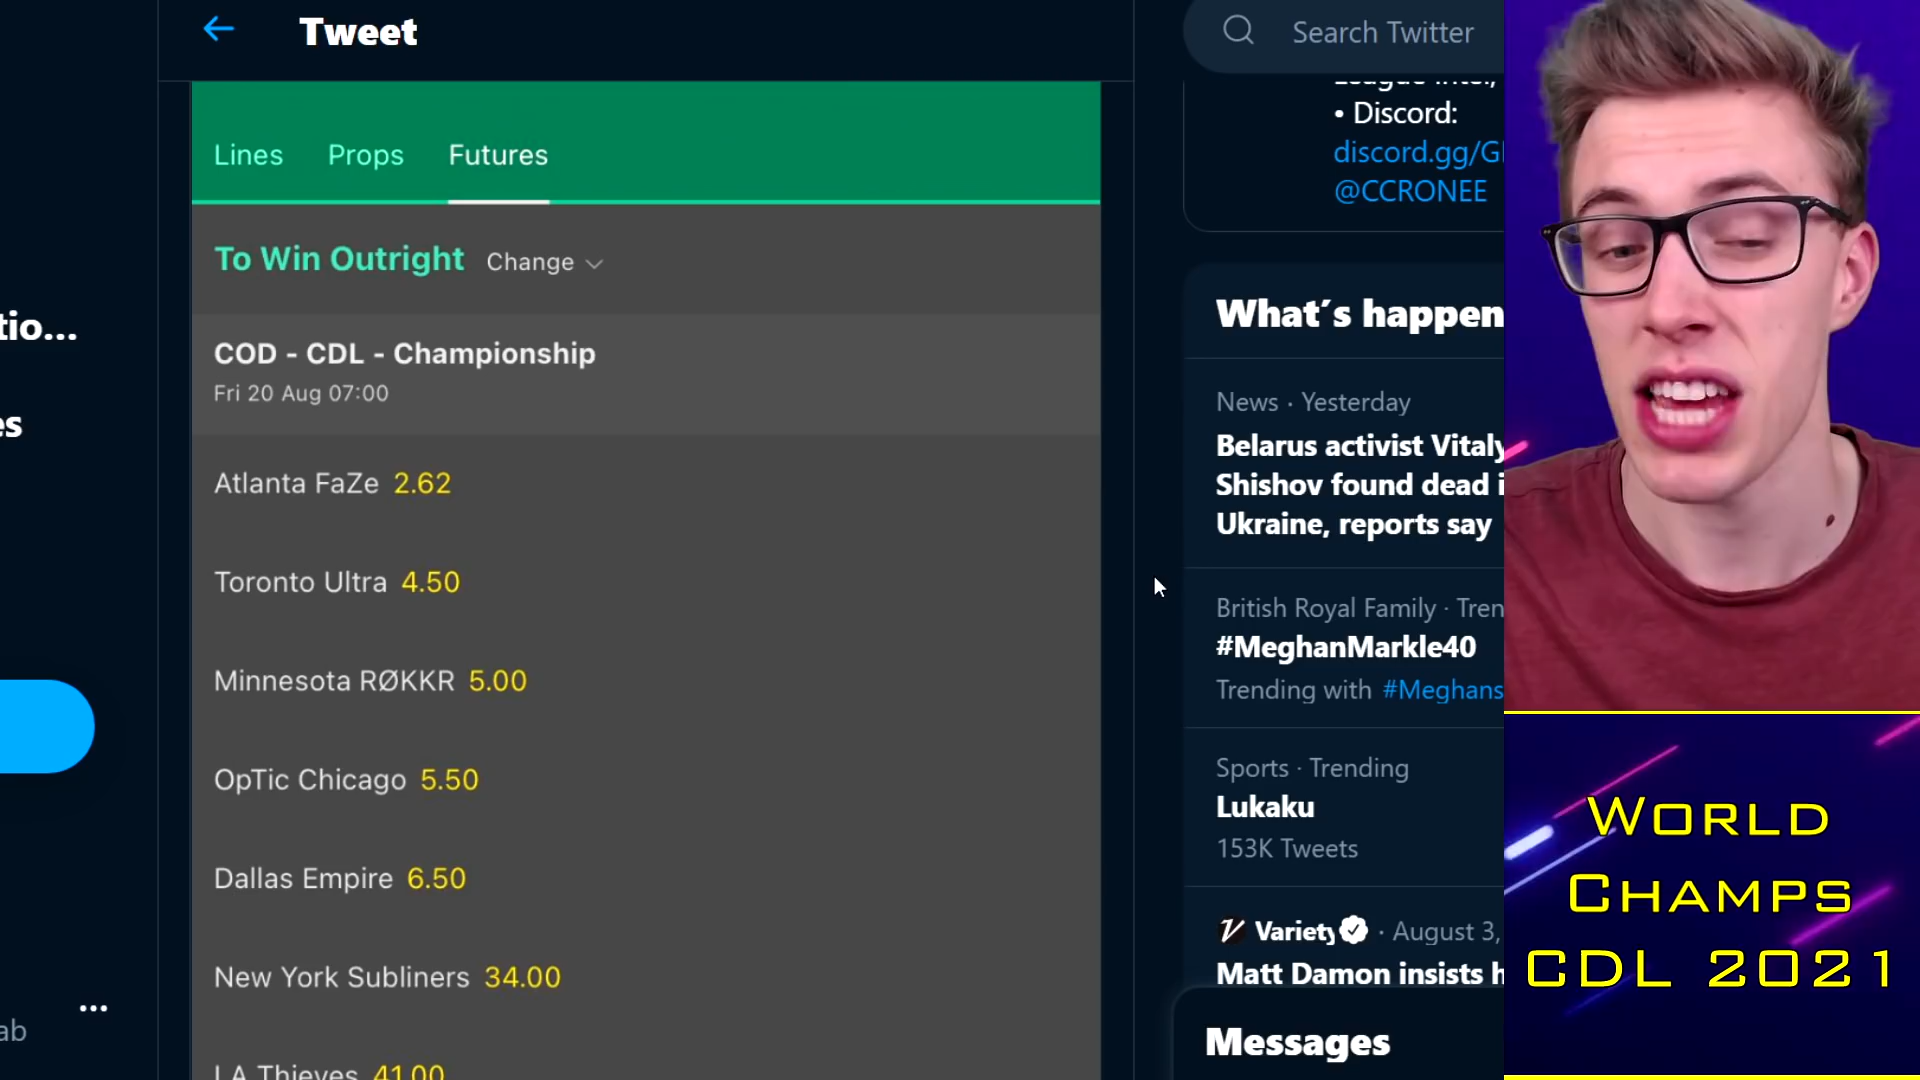 Tweet
Search Twitter
tio...
es
ab
Lines Props Futures
To Win Outright Change
COD - CDL - Championship
Fri 20 Aug 07:00
Atlanta FaZe 2.62
Toronto Ultra 4.50
Minnesota RØKKR 5.00
OpTic Chicago 5.50
Dallas Empire 6.50
New York Subliners 34.00
LA Thieves 41.00
• Discord:
discord.gg/G
@CCRONEE
What's happen
News · Yesterday
Belarus activist Vitaly
Shishov found dead i
Ukraine, reports say
British Royal Family · Tren
#MeghanMarkle40
Trending with #Meghans
Sports · Trending
Lukaku
153K Tweets
Variety · August 3,
Matt Damon insists h
Messages
WORLD
CHAMPS
CDL 2021